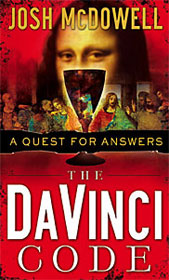 JOSH McDOWELL
A QUEST FOR ANSWERS
THE
DAVINCI
CODE